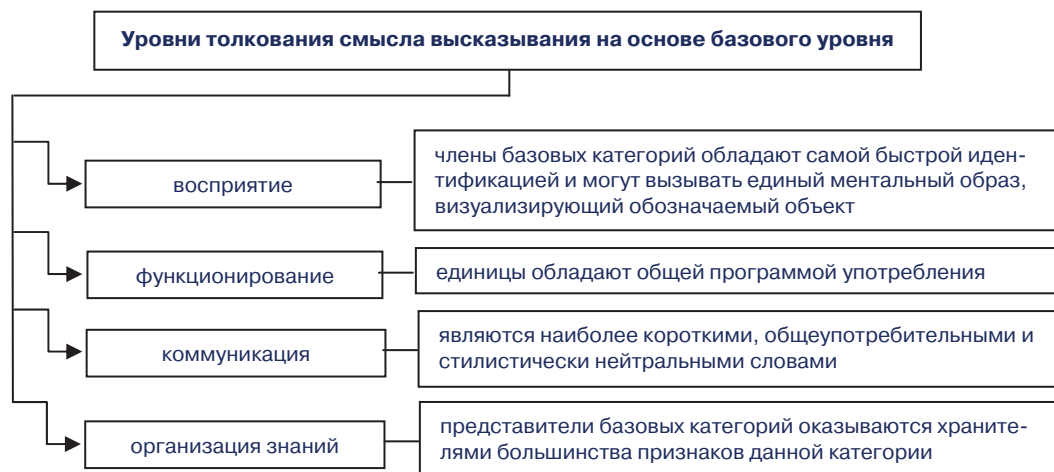 Уровни толкования смысла высказывания на основе базового уровня
восприятие
члены базовых категорий обладают самой быстрой иден-
тификацией и могут вызывать единый ментальный образ,
визуализирующий обозначаемый объект
функционирование
единицы обладают общей программой употребления
коммуникация
являются наиболее короткими, общеупотребительными и
стилистически нейтральными словами
организация знаний
представители базовых категорий оказываются храните-
лями большинства признаков данной категории